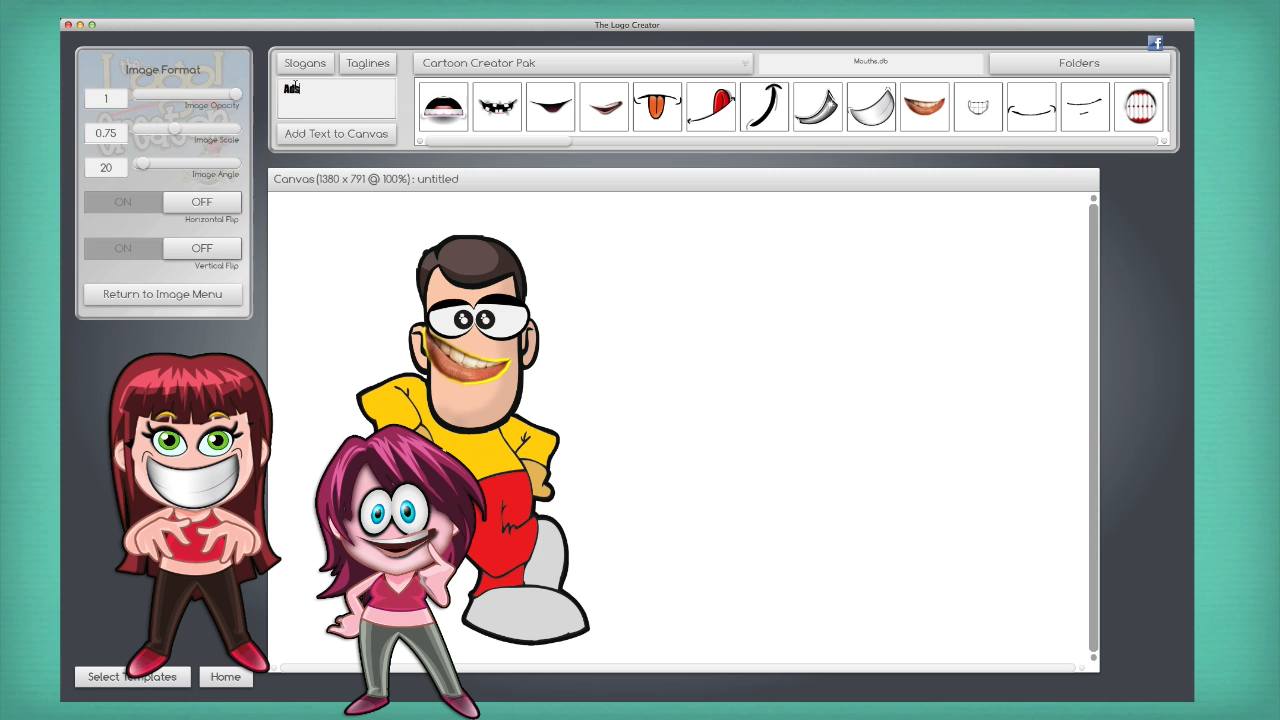 The Logo Creator
Image Format
1
Image Opacity
0.75
Image Scale
20
Image Angle
ON OFF
Horizontal Flip
ON OFF
Vertical Flip
Return to Image Menu
Slogans Taglines
Ads
Add Text to Canvas
Cartoon Creator Pak
Mouths.db
Folders
f
Canvas (1380 x 791 @ 100%) : untitled
Home